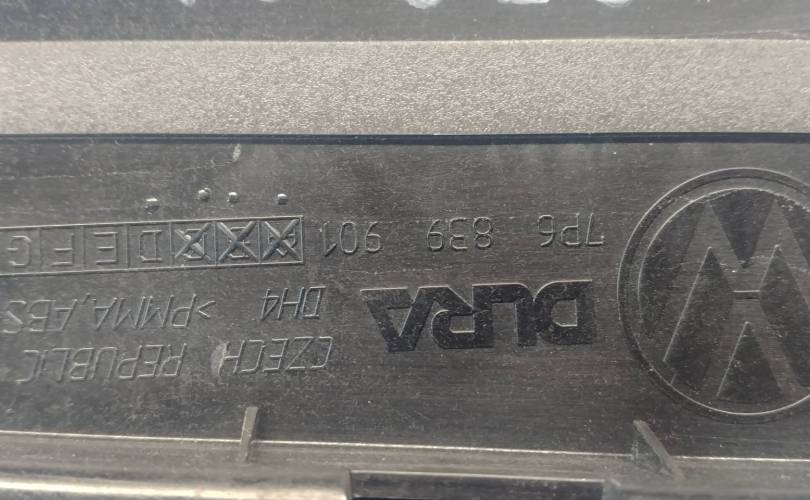 CZECH REPUBLIC
DURA
DH4 >PMMA,ABS
7P6 839 901 D E F G